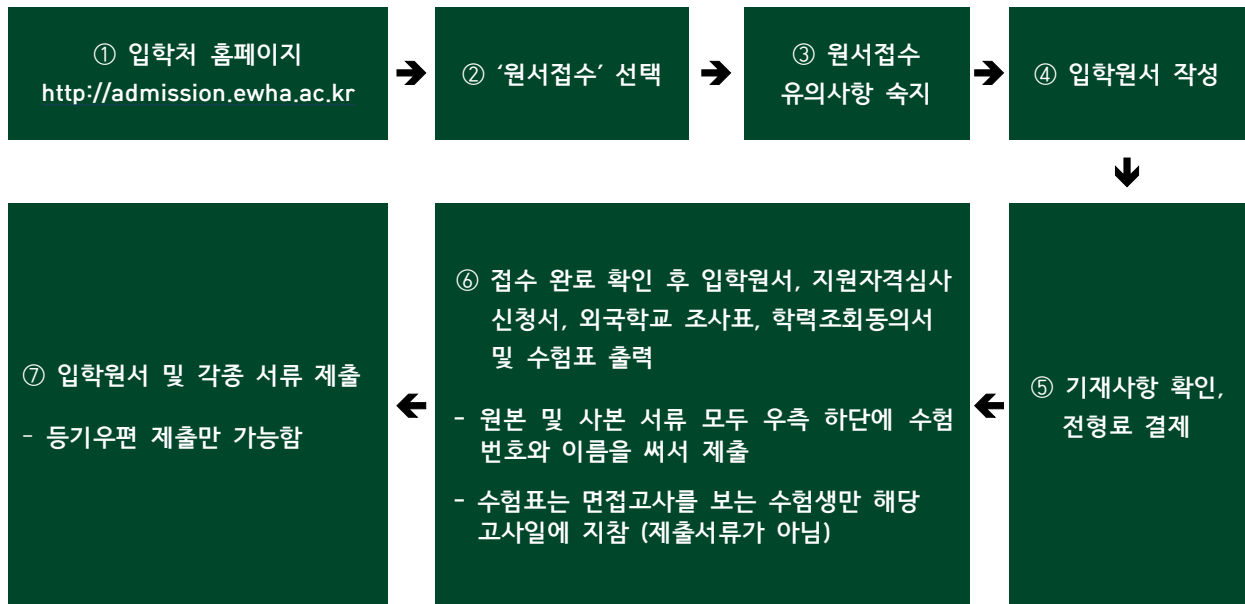 ① 입학처 홈페이지
http://admission.ewha.ac.kr
② ‘원서접수’ 선택
③ 원서접수
유의사항 숙지
④ 입학원서 작성
⑤ 기재사항 확인,
전형료 결제
⑥ 접수 완료 확인 후 입학원서, 지원자격심사
신청서, 외국학교 조사표, 학력조회동의서
및 수험표 출력
- 원본 및 사본 서류 모두 우측 하단에 수험
번호와 이름을 써서 제출
- 수험표는 면접고사를 보는 수험생만 해당
고사일에 지참 (제출서류가 아님)
⑦ 입학원서 및 각종 서류 제출
- 등기우편 제출만 가능함